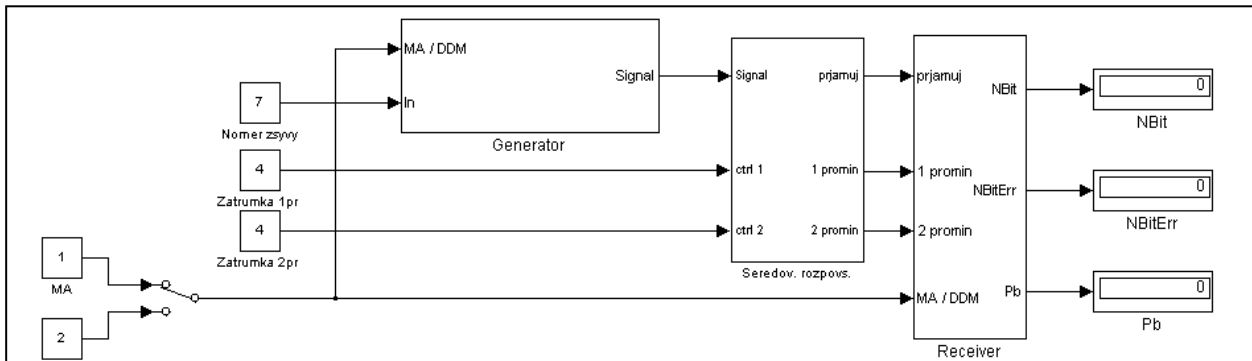 MA / DDM
In
Signal
Generator
7
Nomer zsyvy
4
Zatrumka 1pr
4
Zatrumka 2pr
1
MA
2
Signal
ctrl 1
ctrl 2
prjamuj
1 promin
2 promin
Seredov. rozpovs.
prjamuj
1 promin
2 promin
MA / DDM
NBit
NBitErr
Pb
Receiver
0
NBit
0
NBitErr
0
Pb